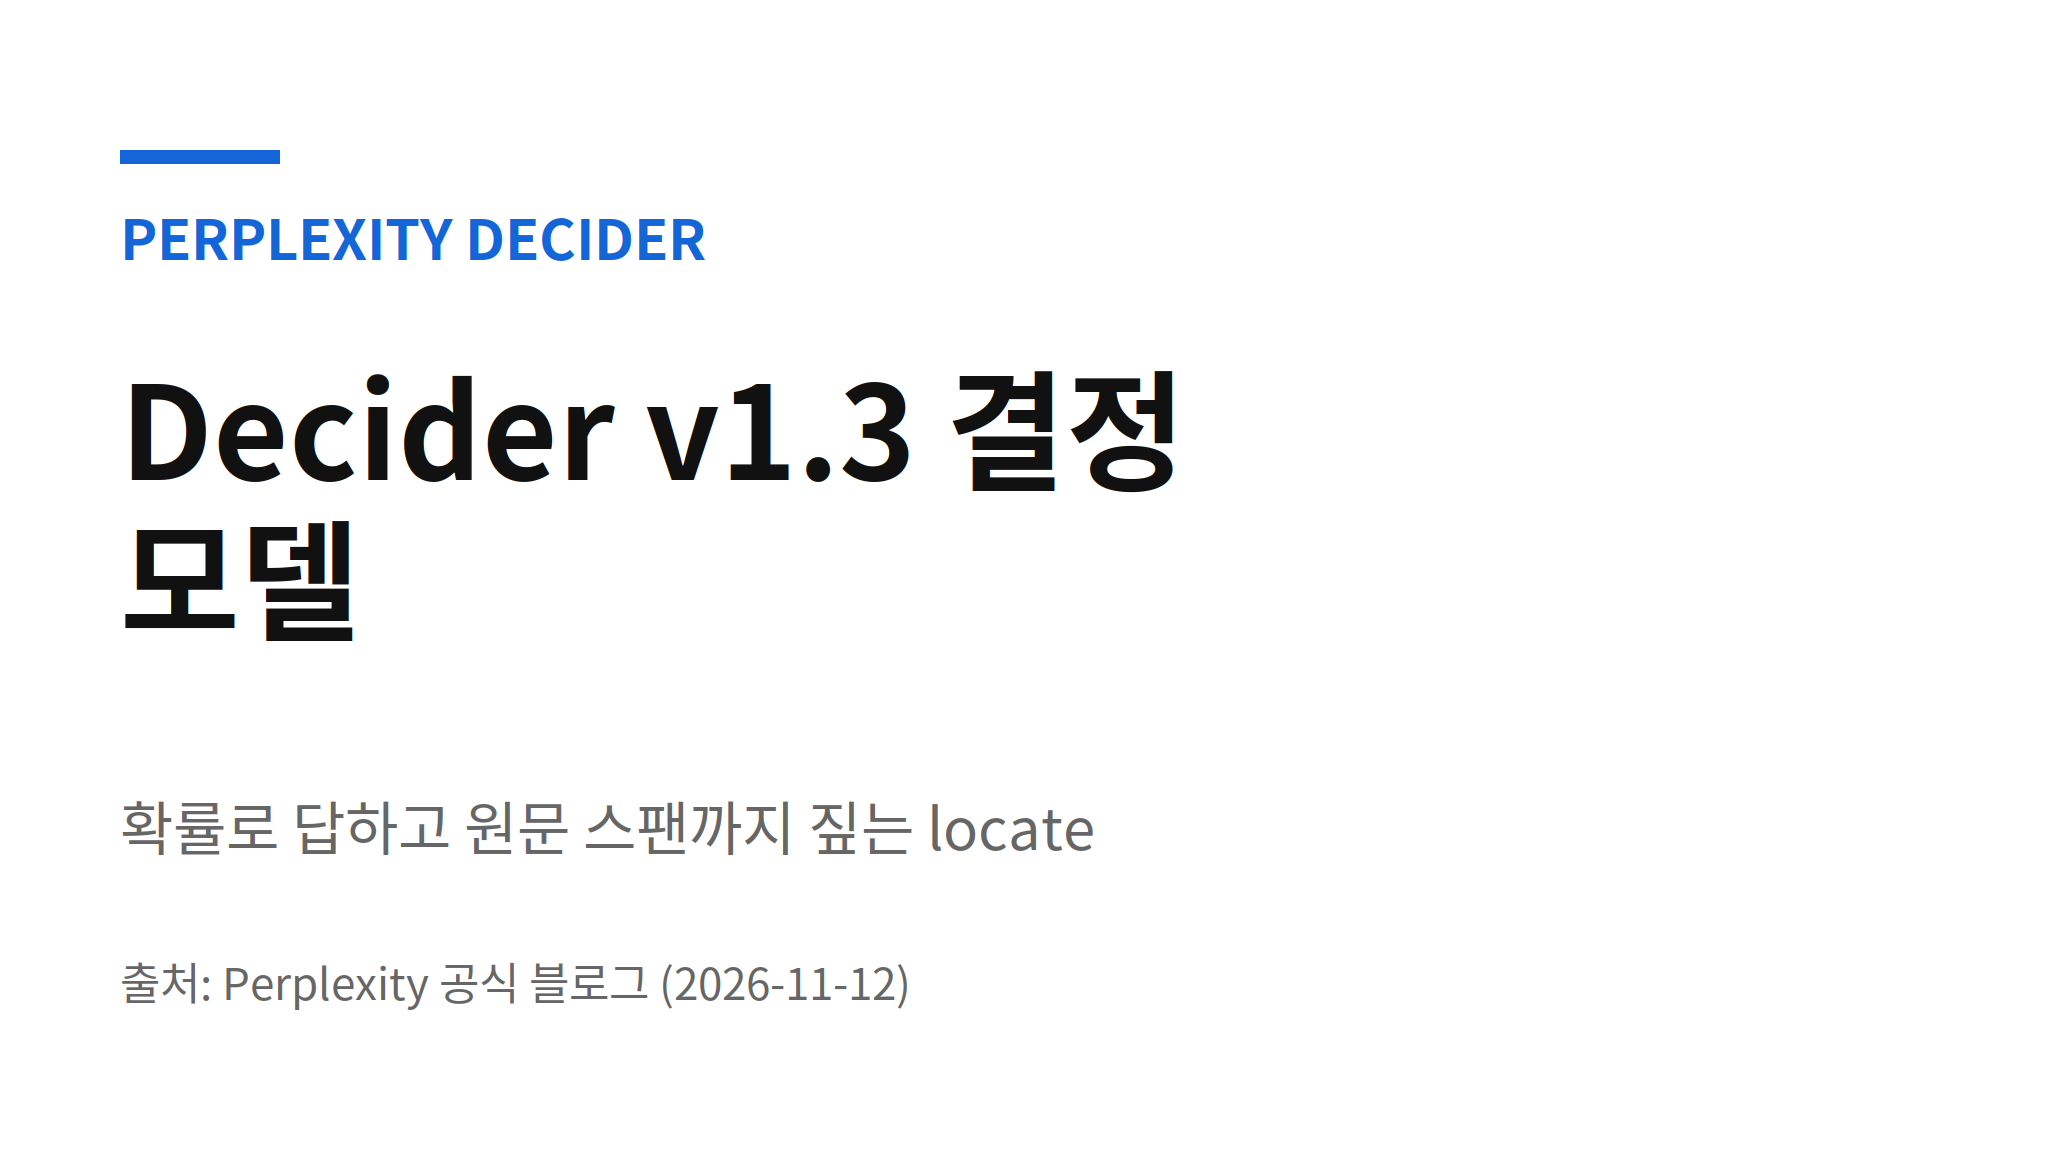 PERPLEXITY DECIDER
Decider v1.3 결정
모델
확률로 답하고 원문 스팬까지 짚는 locate
출처: Perplexity 공식 블로그 (2026-11-12)